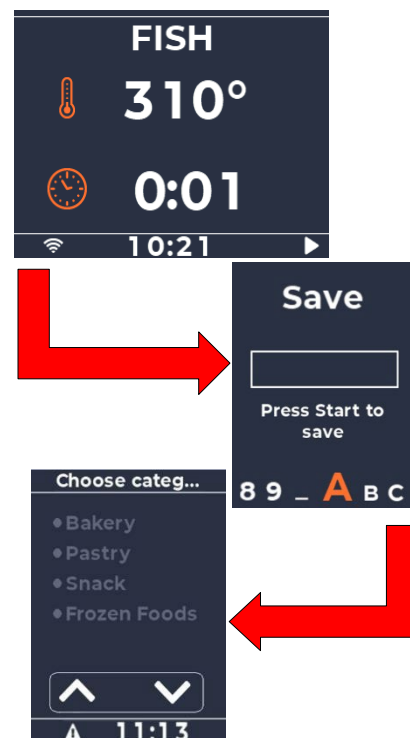 FISH
310°
0:01
10:21
Save
Press Start to
save
8 9 _ A B C
Choose categ...
•Bakery
•Pastry
•Snack
•Frozen Foods
11:13